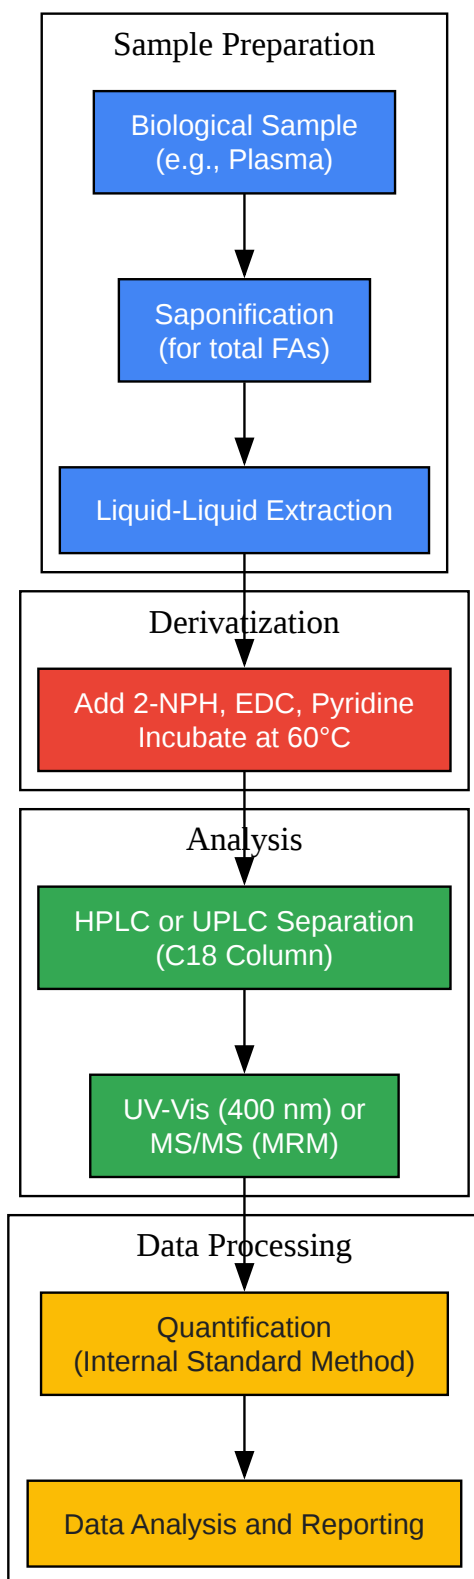 Sample Preparation
Biological Sample
(e.g., Plasma)
Saponification
(for total FAs)
Liquid-Liquid Extraction
Derivatization
Add 2-NPH, EDC, Pyridine
Incubate at 60°C
Analysis
HPLC or UPLC Separation
(C18 Column)
UV-Vis (400 nm) or
MS/MS (MRM)
Data Processing
Quantification
(Internal Standard Method)
Data Analysis and Reporting